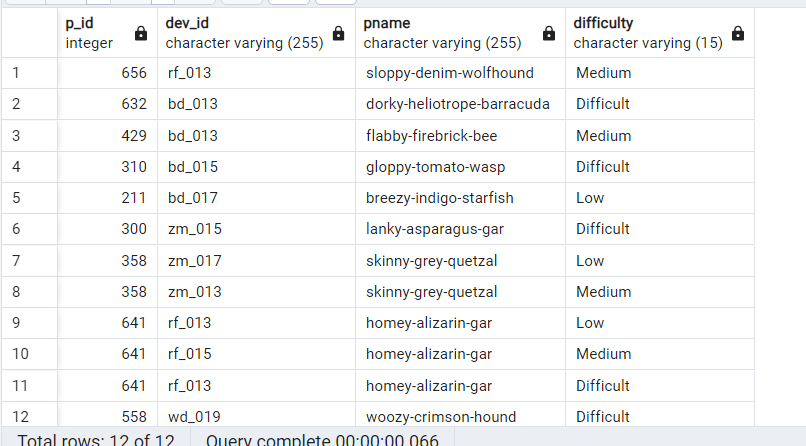 p_id dev_id pname difficulty
integer character varying (255) character varying (255) character varying (15)
1 656 rf_013 sloppy-denim-wolfhound Medium
2 632 bd_013 dorky-heliotrope-barracuda Difficult
3 429 bd_013 flabby-firebrick-bee Medium
4 310 bd_015 gloppy-tomato-wasp Difficult
5 211 bd_017 breezy-indigo-starfish Low
6 300 zm_015 lanky-asparagus-gar Difficult
7 358 zm_017 skinny-grey-quetzal Low
8 358 zm_013 skinny-grey-quetzal Medium
9 641 rf_013 homey-alizarin-gar Low
10 641 rf_015 homey-alizarin-gar Medium
11 641 rf_013 homey-alizarin-gar Difficult
12 558 wd_019 woozy-crimson-hound Difficult
Total rows: 12 of 12 Query complete 00:00:00.066